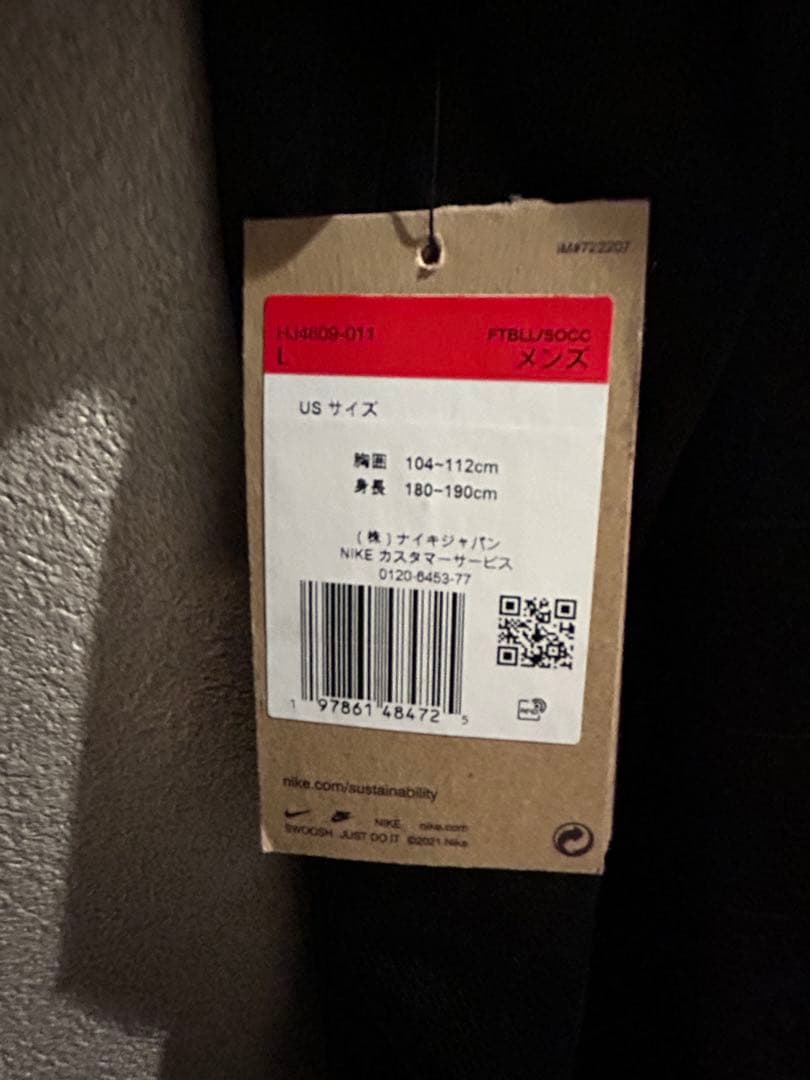 IM#722207
HJ4609-011 FTBLL/SOCC
L メンズ
US サイズ
胸囲 104~112cm
身長 180~190cm
(株)ナイキジャパン
NIKE カスタマーサービス
0120-6453-77
1 97861 48472 5
nike.com/sustainability
NIKE nike.com
SWOOSH JUST DO IT ©2021 Nike